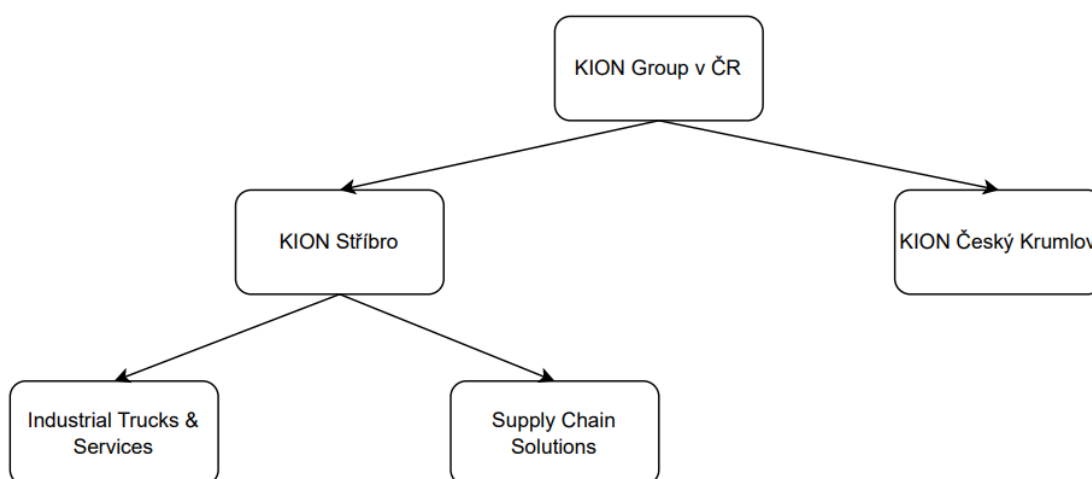 KION Group v ČR
KION Stříbro
KION Český Krumlov
Industrial Trucks &
Services
Supply Chain
Solutions